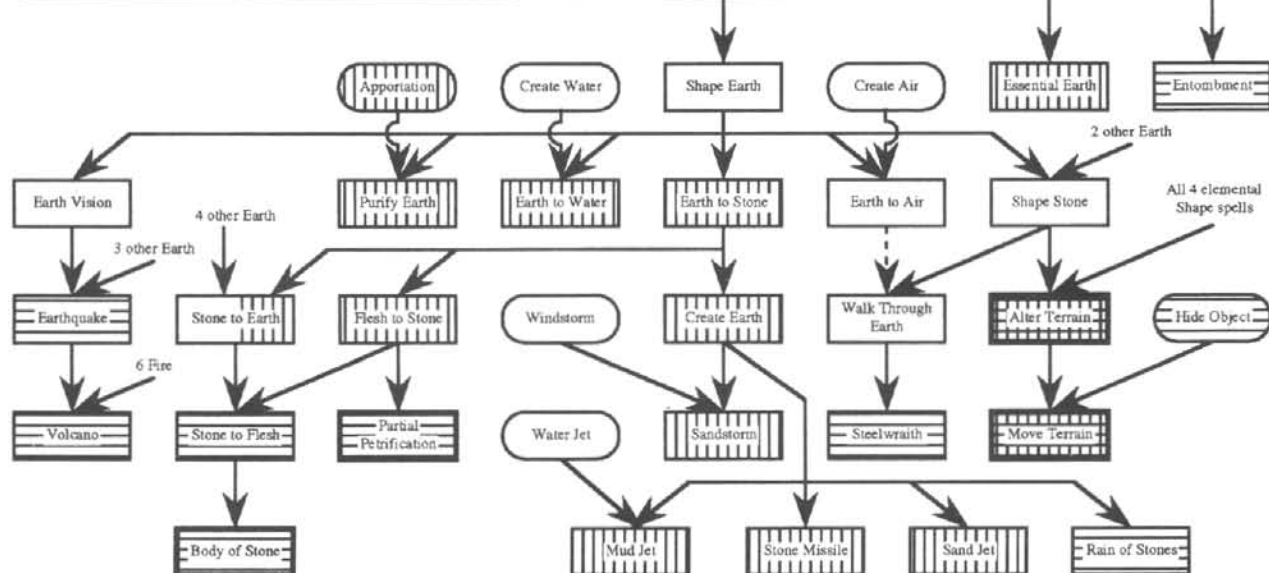 Apportation
Create Water
Shape Earth
Create Air
Essential Earth
Entombment
2 other Earth
Earth Vision
Purify Earth
Earth to Water
Earth to Stone
Earth to Air
Shape Stone
All 4 elemental
Shape spells
4 other Earth
3 other Earth
Earthquake
Stone to Earth
Flesh to Stone
Windstorm
Create Earth
Walk Through
Earth
Alter Terrain
Hide Object
6 Fire
Volcano
Stone to Flesh
Partial
Petrification
Water Jet
Sandstorm
Steelwraith
Move Terrain
Body of Stone
Mud Jet
Stone Missile
Sand Jet
Rain of Stones